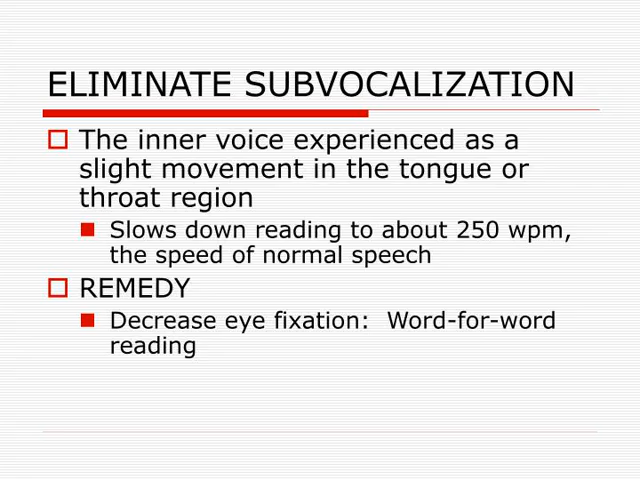 ELIMINATE SUBVOCALIZATION
The inner voice experienced as a
slight movement in the tongue or
throat region
Slows down reading to about 250 wpm,
the speed of normal speech
REMEDY
Decrease eye fixation:  Word-for-word
reading